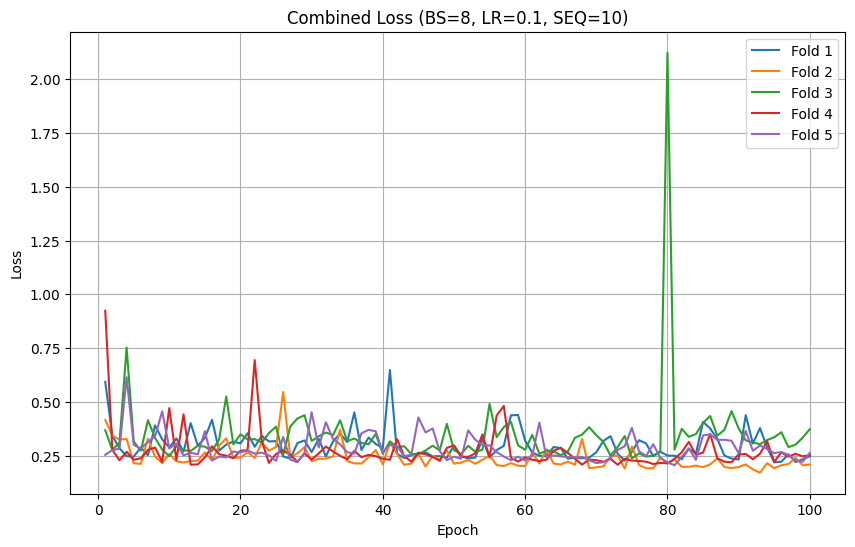 Combined Loss (BS=8, LR=0.1, SEQ=10)
Fold 1
Fold 2
Fold 3
Fold 4
Fold 5
Loss
2.00
1.75
1.50
1.25
1.00
0.75
0.50
0.25
0 20 40 60 80 100
Epoch